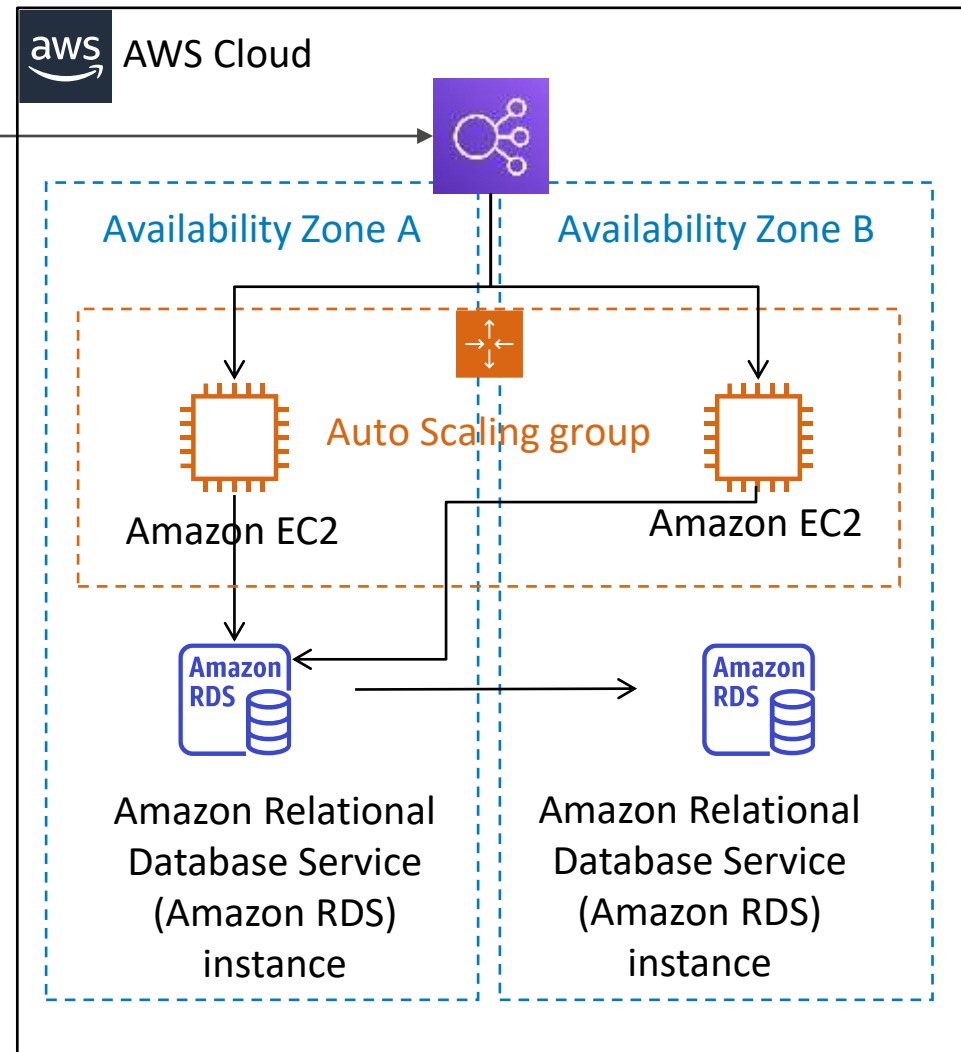 aws
AWS Cloud
Availability Zone A
Availability Zone B
Auto Scaling group
Amazon EC2
Amazon EC2
Amazon
RDS
Amazon
RDS
Amazon Relational
Database Service
(Amazon RDS)
instance
Amazon Relational
Database Service
(Amazon RDS)
instance